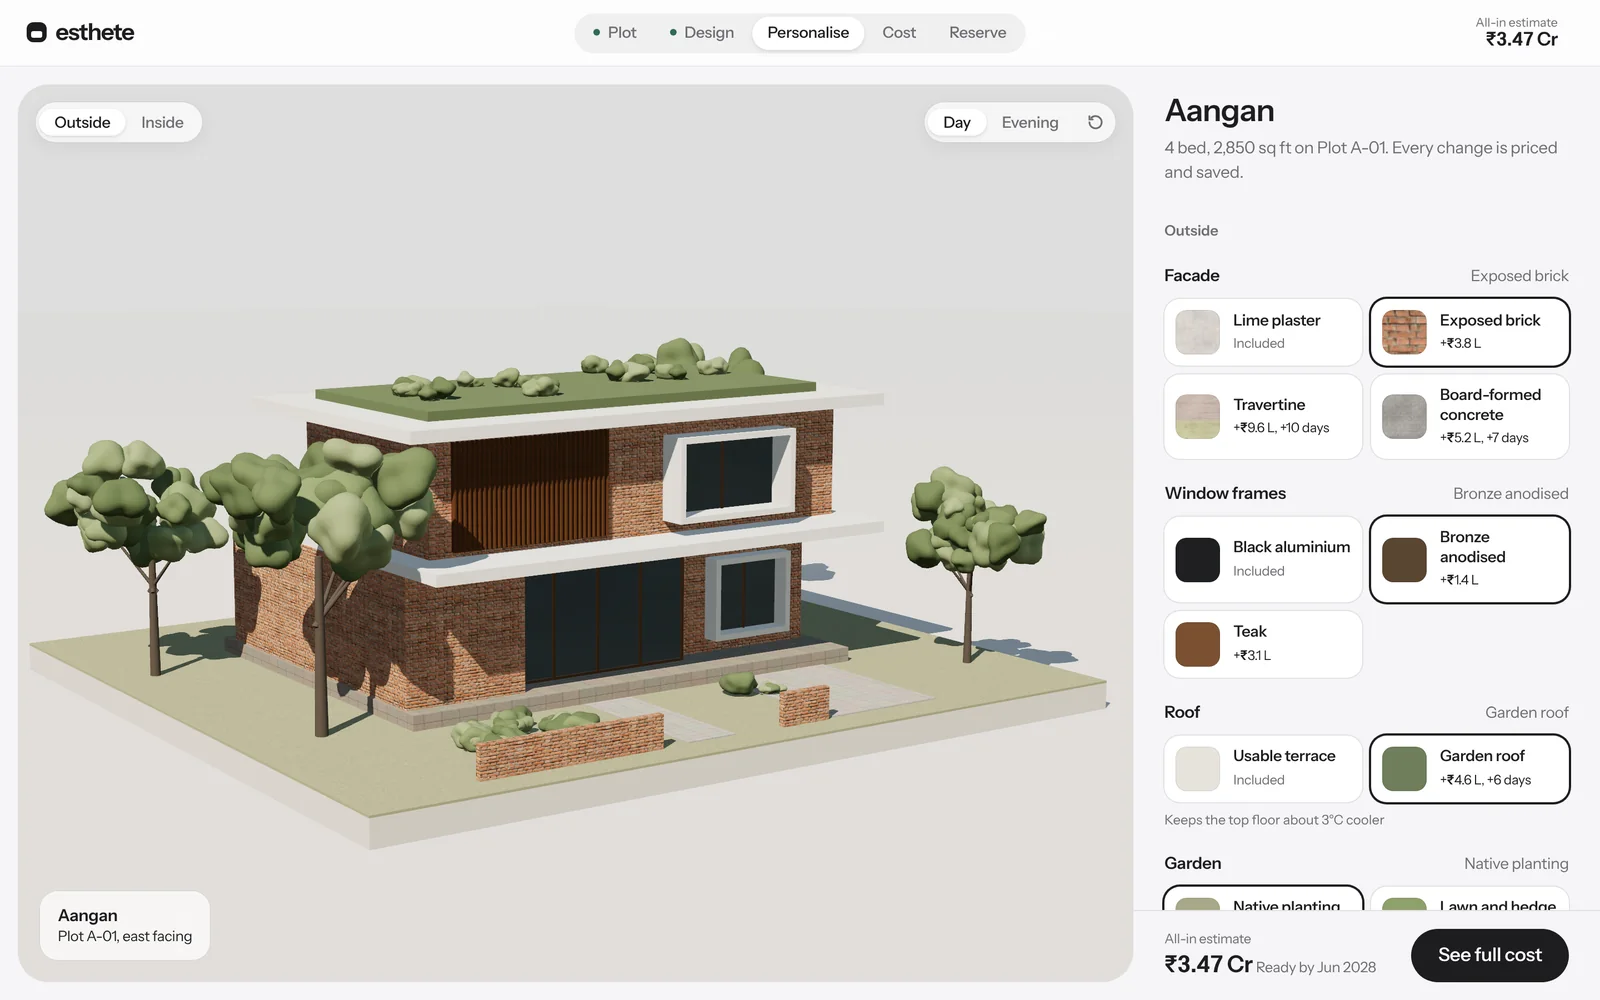 esthete
Plot
Design
Personalise
Cost
Reserve
All-in estimate
₹3.47 Cr
Outside
Inside
Day
Evening
Aangan
Plot A-01, east facing
Aangan
4 bed, 2,850 sq ft on Plot A-01. Every change is priced
and saved.
Outside
Facade
Exposed brick
Lime plaster
Included
Exposed brick
+₹3.8 L
Travertine
+₹9.6 L, +10 days
Board-formed
concrete
+₹5.2 L, +7 days
Window frames
Bronze anodised
Black aluminium
Included
Bronze
anodised
+₹1.4 L
Teak
+₹3.1 L
Roof
Garden roof
Usable terrace
Included
Garden roof
+₹4.6 L, +6 days
Keeps the top floor about 3°C cooler
Garden
Native planting
Native planting
Lawn and hedge
All-in estimate
₹3.47 Cr Ready by Jun 2028
See full cost